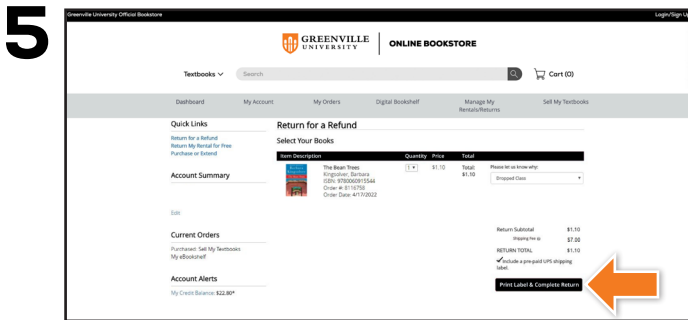 5
Greenville University Official Bookstore
Login/Sign Up
GREENVILLE
UNIVERSITY
ONLINE BOOKSTORE
Textbooks
Search
Cart (0)
Dashboard
My Account
My Orders
Digital Bookshelf
Manage My
Rentals/Returns
Sell My Textbooks
Quick Links
Return for a Refund
Return My Rental for Free
Purchase or Extend
Account Summary
Edit
Current Orders
Purchased: Sell My Textbooks
My eBookshelf
Account Alerts
My Credit Balance: $22.80*
Return for a Refund
Select Your Books
Item Description Quantity Price Total
The Bean Trees
Kingsolver, Barbara
ISBN: 9780060915544
Order #: 8116758
Order Date: 4/17/2022
1
$1.10
Total:
$1.10
Please let us know why:
Dropped Class
Return Subtotal $1.10
Shipping Fee $7.00
RETURN TOTAL $1.10
Include a pre-paid UPS shipping
label.
Print Label & Complete Return